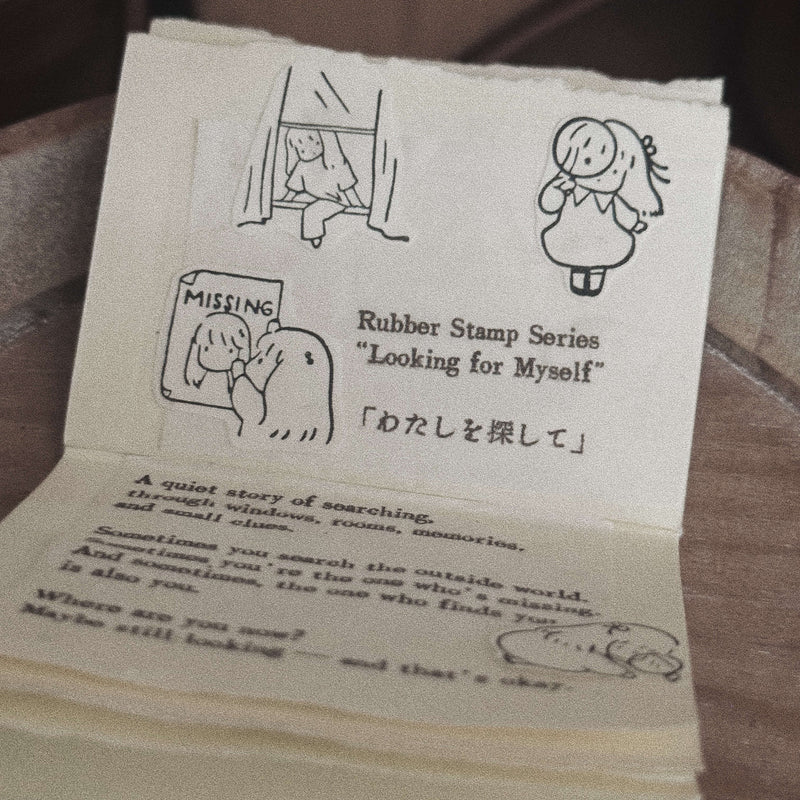 MISSING
Rubber Stamp Series
“Looking for Myself”
「わたしを探して」
A quiet story of searching,
through windows, rooms, memories,
and small clues.
Sometimes you search the outside world.
Sometimes, you're the one who's missing.
And sometimes, the one who finds you
is also you.
Where are you now?
Maybe still looking — and that's okay.